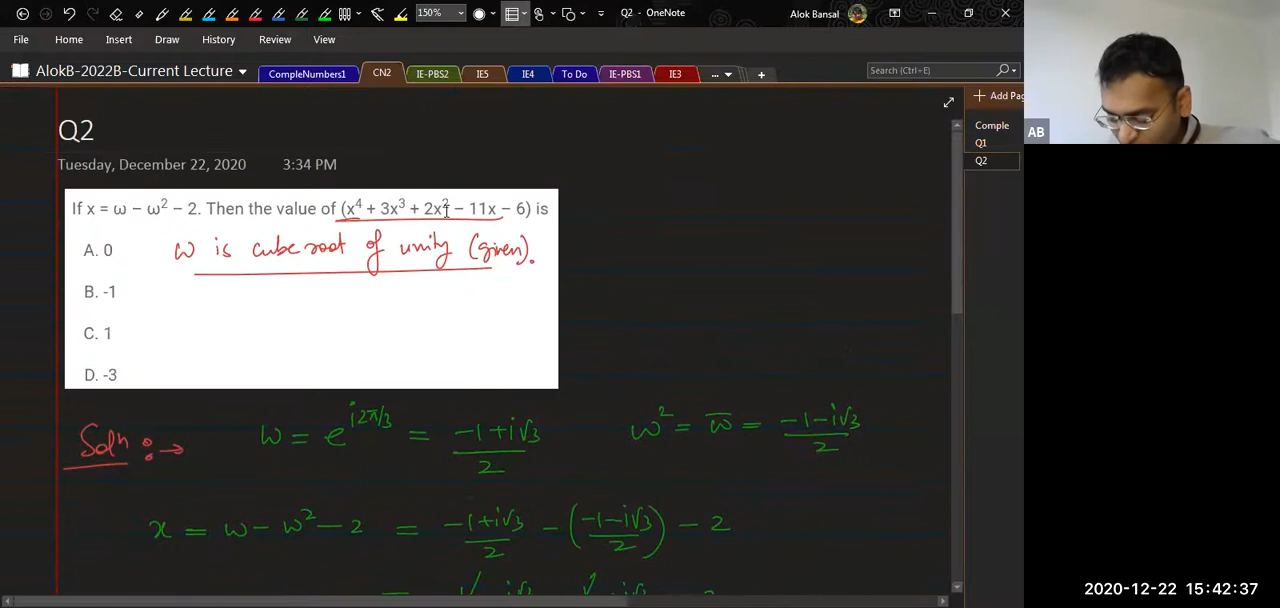 150%
Q2 - OneNote
Alok Bansal
File Home Insert Draw History Review View
AlokB-2022B-Current Lecture
CompleNumbers1 CN2 IE-PBS2 IE5 IE4 To Do IE-PBS1 IE3 ...
Search (Ctrl+E)
Add Pag
Comple
Q1
Q2
AB
Q2
Tuesday, December 22, 2020 3:34 PM
If x = ω − ω² − 2. Then the value of (x⁴ + 3x³ + 2x² − 11x − 6) is
A. 0
ω is cube root of unity (given).
B. -1
C. 1
D. -3
Solⁿ :→ ω = e^{i2π/3} = (-1+i√3)/2 ω² = ω̅ = (-1-i√3)/2
x = ω − ω² − 2 = (-1+i√3)/2 − ((-1-i√3)/2) − 2
2020-12-22 15:42:37